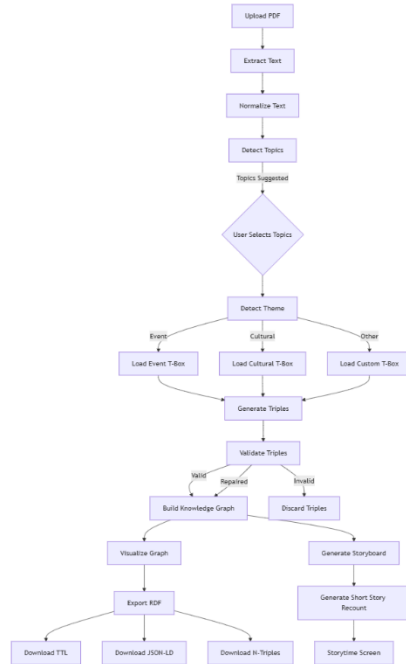 Upload PDF
Extract Text
Normalize Text
Detect Topics
Topics Suggested
User Selects Topics
Detect Theme
Event
Cultural
Other
Load Event T-Box
Load Cultural T-Box
Load Custom T-Box
Generate Triples
Validate Triples
Valid
Repaired
Invalid
Build Knowledge Graph
Discard Triples
Visualize Graph
Generate Storyboard
Export RDF
Generate Short Story
Recount
Download TTL
Download JSON-LD
Download N-Triples
Storytime Screen